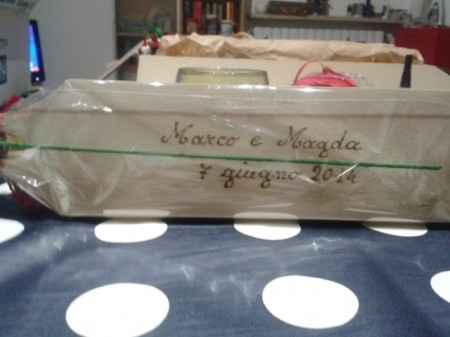 Marco e Magda
7 giugno 2014